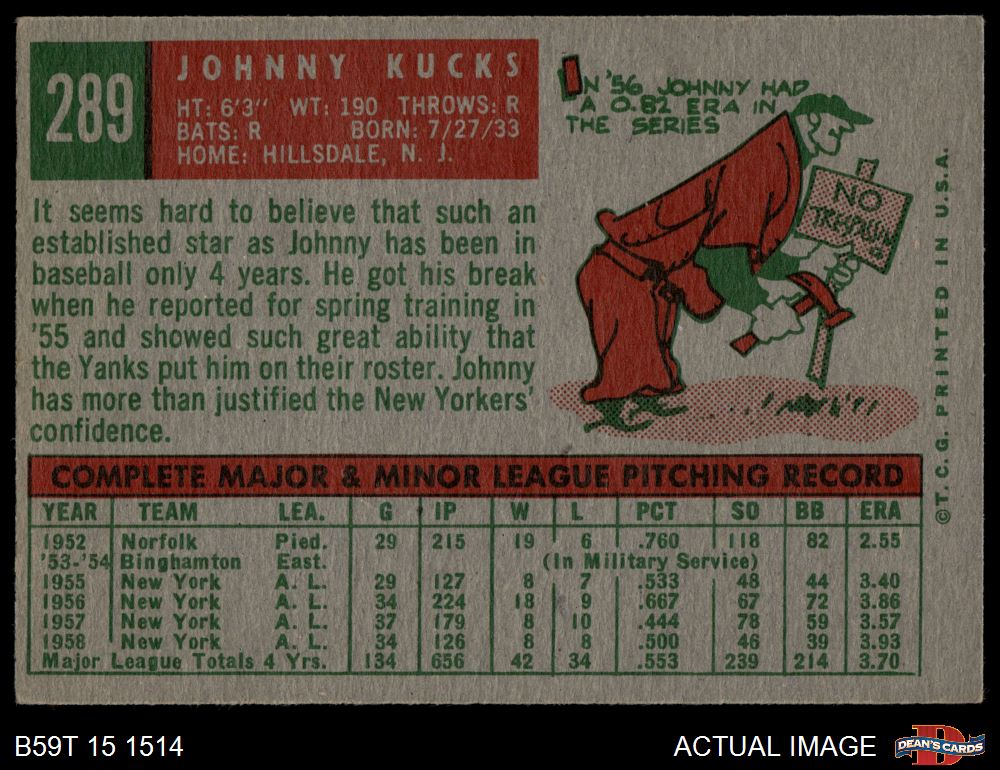 289
JOHNNY KUCKS
HT: 6'3" WT: 190 THROWS: R
BATS: R BORN: 7/27/33
HOME: HILLSDALE, N. J.
IN '56 JOHNNY HAD
A 0.82 ERA IN
THE SERIES
NO
It seems hard to believe that such an
established star as Johnny has been in
baseball only 4 years. He got his break
when he reported for spring training in
'55 and showed such great ability that
the Yanks put him on their roster. Johnny
has more than justified the New Yorkers'
confidence.
COMPLETE MAJOR & MINOR LEAGUE PITCHING RECORD
YEAR TEAM LEA. G IP W L PCT SO BB ERA
1952 Norfolk Pied. 29 215 19 6 .760 118 82 2.55
'53-'54 Binghamton East. (In Military Service)
1955 New York A. L. 29 127 8 7 .533 48 44 3.40
1956 New York A. L. 34 224 18 9 .667 67 72 3.86
1957 New York A. L. 37 179 8 10 .444 78 59 3.57
1958 New York A. L. 34 126 8 8 .500 46 39 3.93
Major League Totals 4 Yrs. 134 656 42 34 .553 239 214 3.70
©T.C.G. PRINTED IN U.S.A.
B59T 15 1514
ACTUAL IMAGE
DEAN'S CARDS